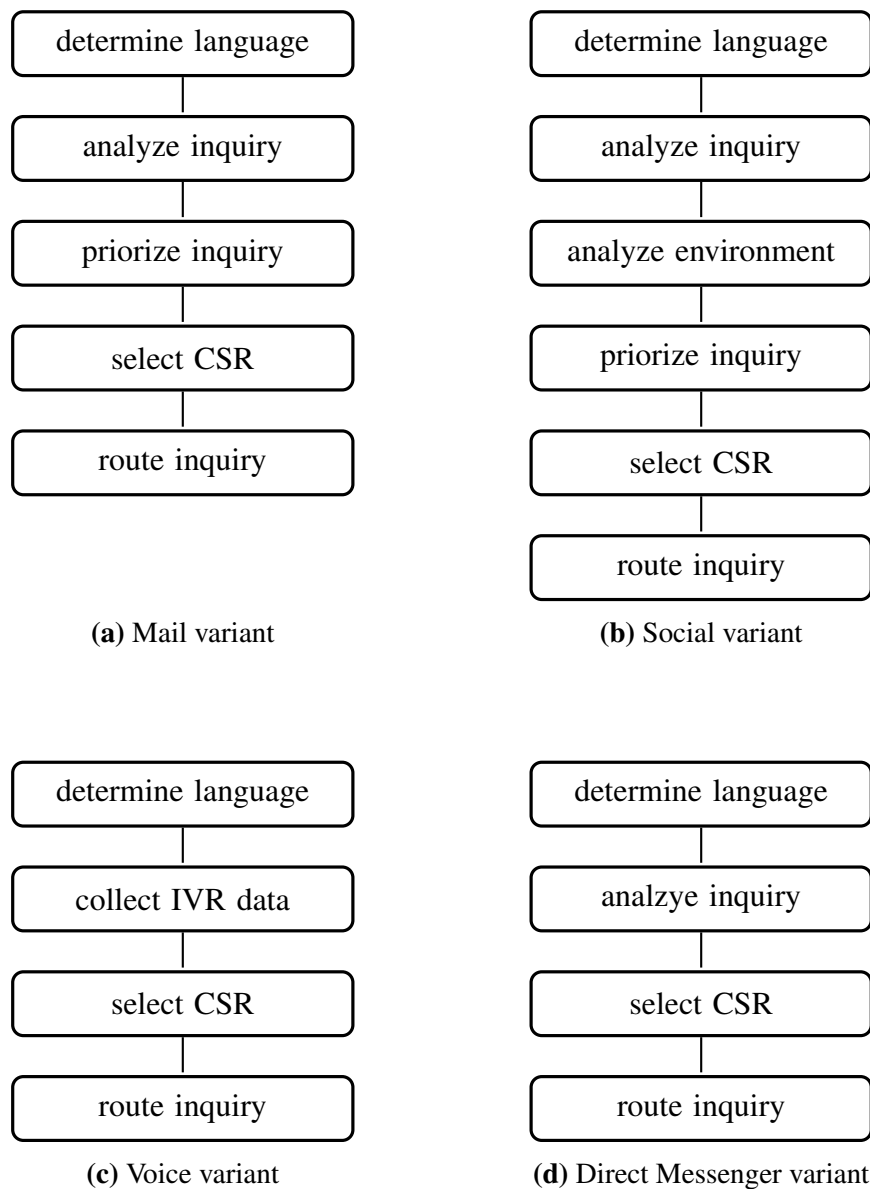 determine language
analyze inquiry
priorize inquiry
select CSR
route inquiry
(a) Mail variant
determine language
analyze inquiry
analyze environment
priorize inquiry
select CSR
route inquiry
(b) Social variant
determine language
collect IVR data
select CSR
route inquiry
(c) Voice variant
determine language
analzye inquiry
select CSR
route inquiry
(d) Direct Messenger variant